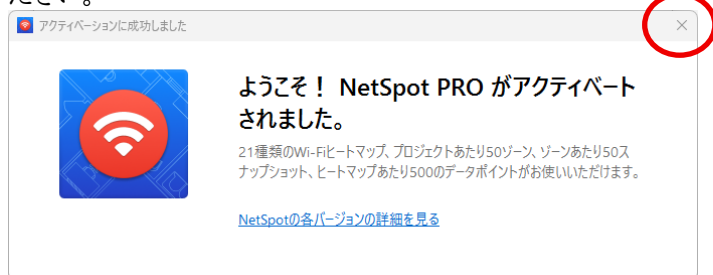 ださい。
アクティベーションに成功しました
ようこそ！ NetSpot PRO がアクティベート
されました。
21種類のWi-Fiヒートマップ、プロジェクトあたり50ゾーン、ゾーンあたり50ス
ナップショット、ヒートマップあたり500のデータポイントがお使いいただけます。
NetSpotの各バージョンの詳細を見る